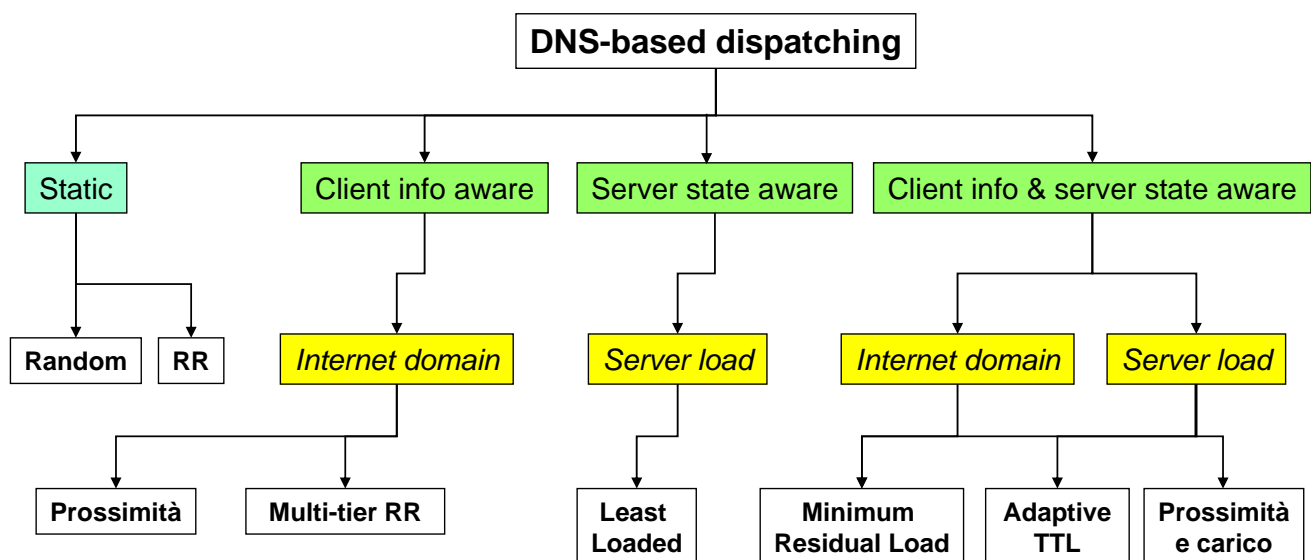 DNS-based dispatching
Static
Client info aware
Server state aware
Client info & server state aware
Random
RR
Internet domain
Server load
Internet domain
Server load
Prossimità
Multi-tier RR
Least
Loaded
Minimum
Residual Load
Adaptive
TTL
Prossimità
e carico